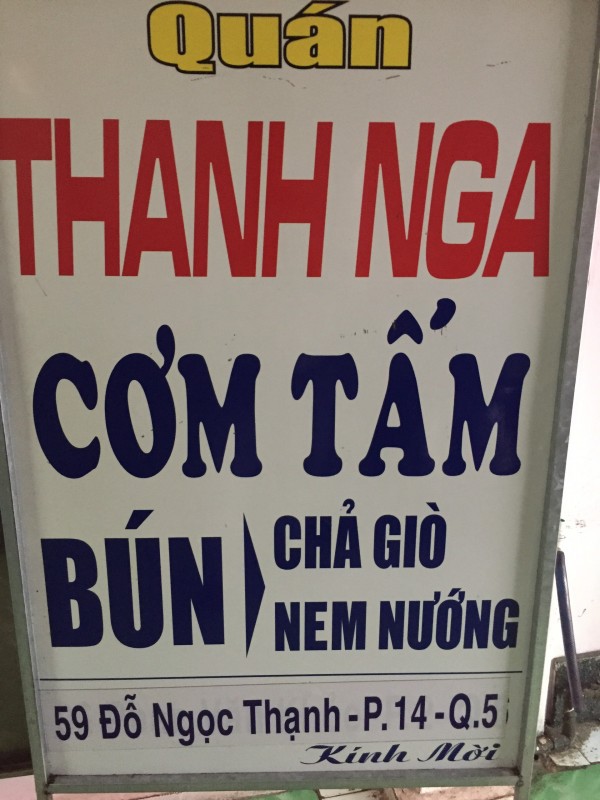 Quán
THANH NGA
CƠM TẤM
BÚN
CHẢ GIÒ
NEM NƯỚNG
59 Đỗ Ngọc Thạnh - P.14 - Q.5
Kính Mời